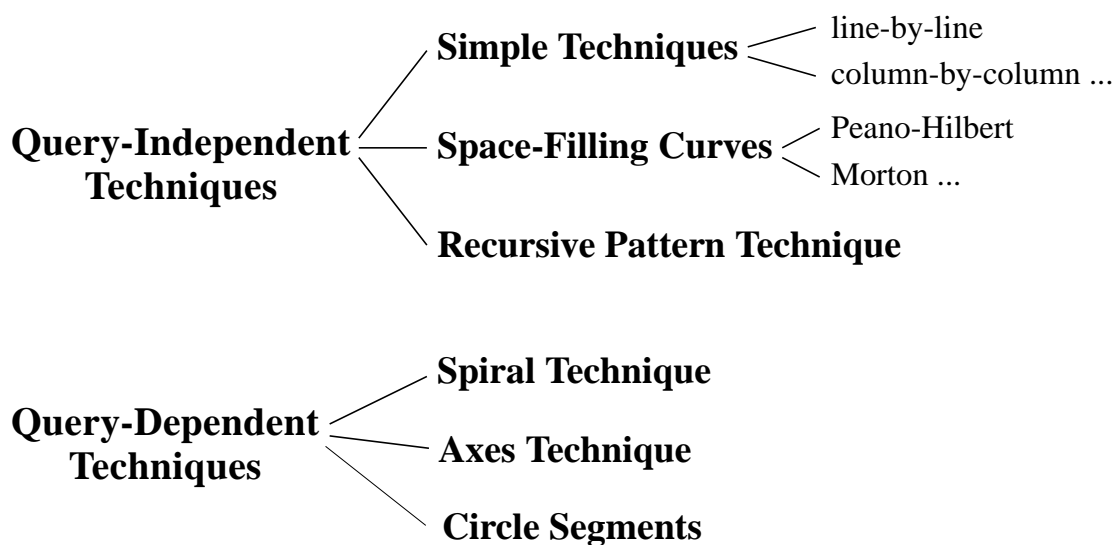 Query-Independent
Techniques
Simple Techniques
line-by-line
column-by-column ...
Space-Filling Curves
Peano-Hilbert
Morton ...
Recursive Pattern Technique
Query-Dependent
Techniques
Spiral Technique
Axes Technique
Circle Segments